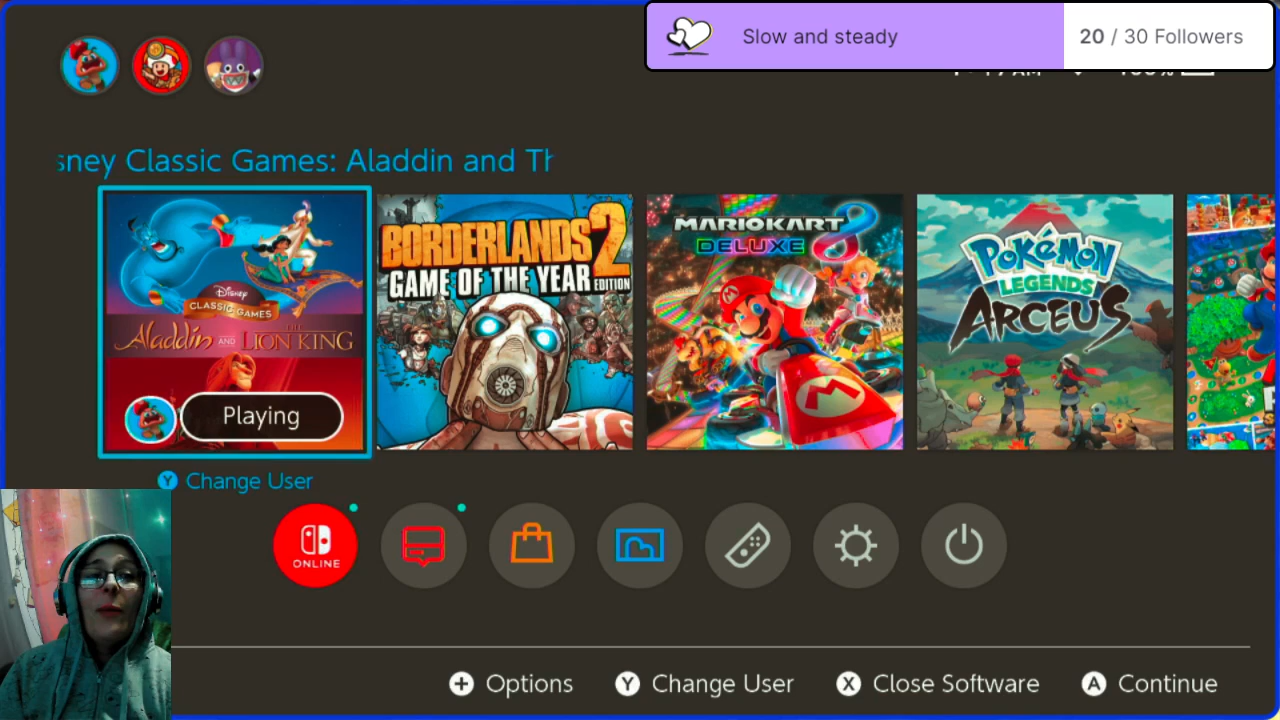 Slow and steady
20 / 30 Followers
100%
sney Classic Games: Aladdin and Th
Disney
CLASSIC GAMES
Aladdin AND THE LION KING
Playing
BORDERLANDS 2
GAME OF THE YEAR EDITION
MARIOKART 8
DELUXE
POKÉMON
LEGENDS
ARCEUS
Y Change User
ONLINE
+ Options
Y Change User
X Close Software
A Continue